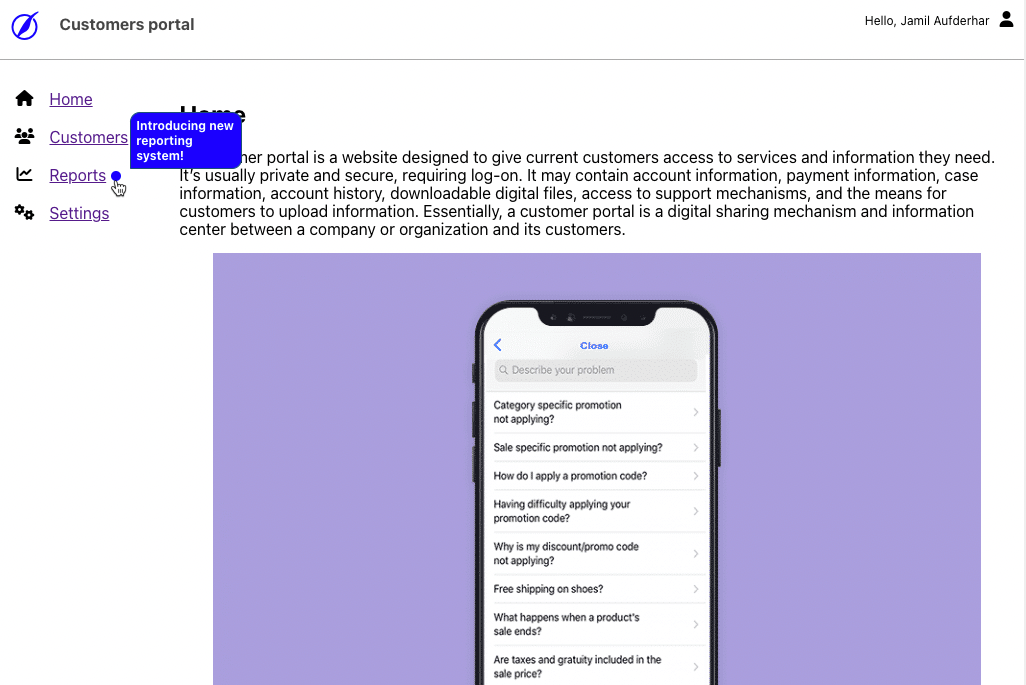 Customers portal
Hello, Jamil Aufderhar
Home
Customers
Reports
Settings
Introducing new
reporting
system!
Home
er portal is a website designed to give current customers access to services and information they need.
It's usually private and secure, requiring log-on. It may contain account information, payment information, case
information, account history, downloadable digital files, access to support mechanisms, and the means for
customers to upload information. Essentially, a customer portal is a digital sharing mechanism and information
center between a company or organization and its customers.
Close
Describe your problem
Category specific promotion
not applying?
Sale specific promotion not applying?
How do I apply a promotion code?
Having difficulty applying your
promotion code?
Why is my discount/promo code
not applying?
Free shipping on shoes?
What happens when a product's
sale ends?
Are taxes and gratuity included in the
sale price?